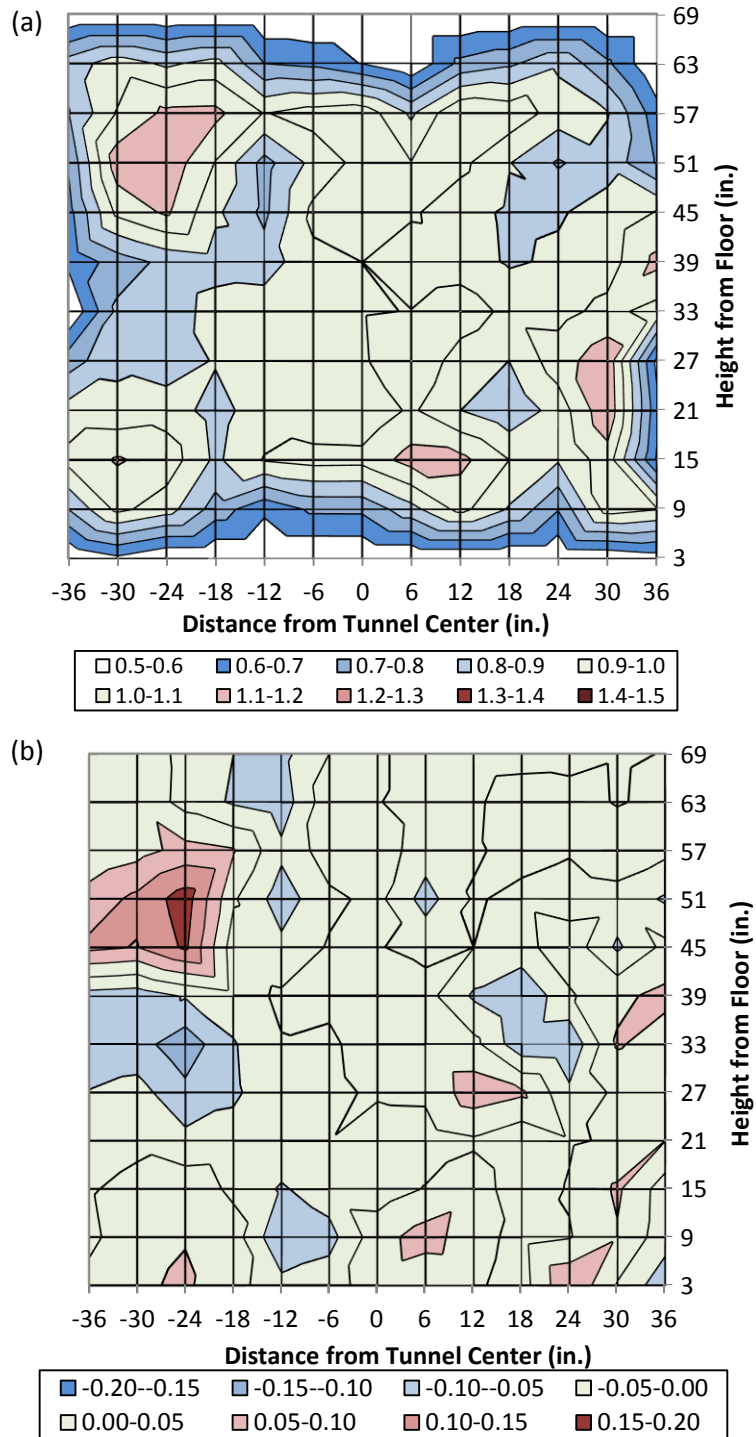 (a)
69
63
57
51
45
39
33
27
21
15
9
3
Height from Floor (in.)
-36 -30 -24 -18 -12 -6 0 6 12 18 24 30 36
Distance from Tunnel Center (in.)
0.5-0.6 0.6-0.7 0.7-0.8 0.8-0.9 0.9-1.0
1.0-1.1 1.1-1.2 1.2-1.3 1.3-1.4 1.4-1.5
(b)
69
63
57
51
45
39
33
27
21
15
9
3
Height from Floor (in.)
-36 -30 -24 -18 -12 -6 0 6 12 18 24 30 36
Distance from Tunnel Center (in.)
-0.20--0.15 -0.15--0.10 -0.10--0.05 -0.05-0.00
0.00-0.05 0.05-0.10 0.10-0.15 0.15-0.20